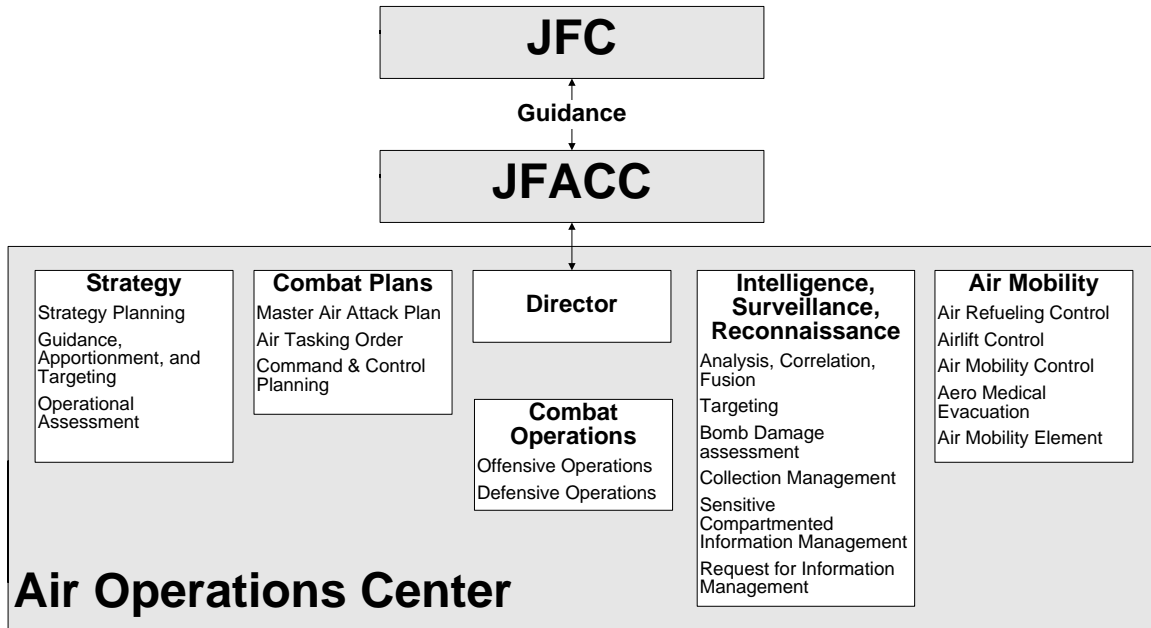 JFC
Guidance
JFACC
Strategy
Strategy Planning
Guidance,
Apportionment, and
Targeting
Operational
Assessment
Combat Plans
Master Air Attack Plan
Air Tasking Order
Command & Control
Planning
Director
Combat
Operations
Offensive Operations
Defensive Operations
Intelligence,
Surveillance,
Reconnaissance
Analysis, Correlation,
Fusion
Targeting
Bomb Damage
assessment
Collection Management
Sensitive
Compartmented
Information Management
Request for Information
Management
Air Mobility
Air Refueling Control
Airlift Control
Air Mobility Control
Aero Medical
Evacuation
Air Mobility Element
Air Operations Center